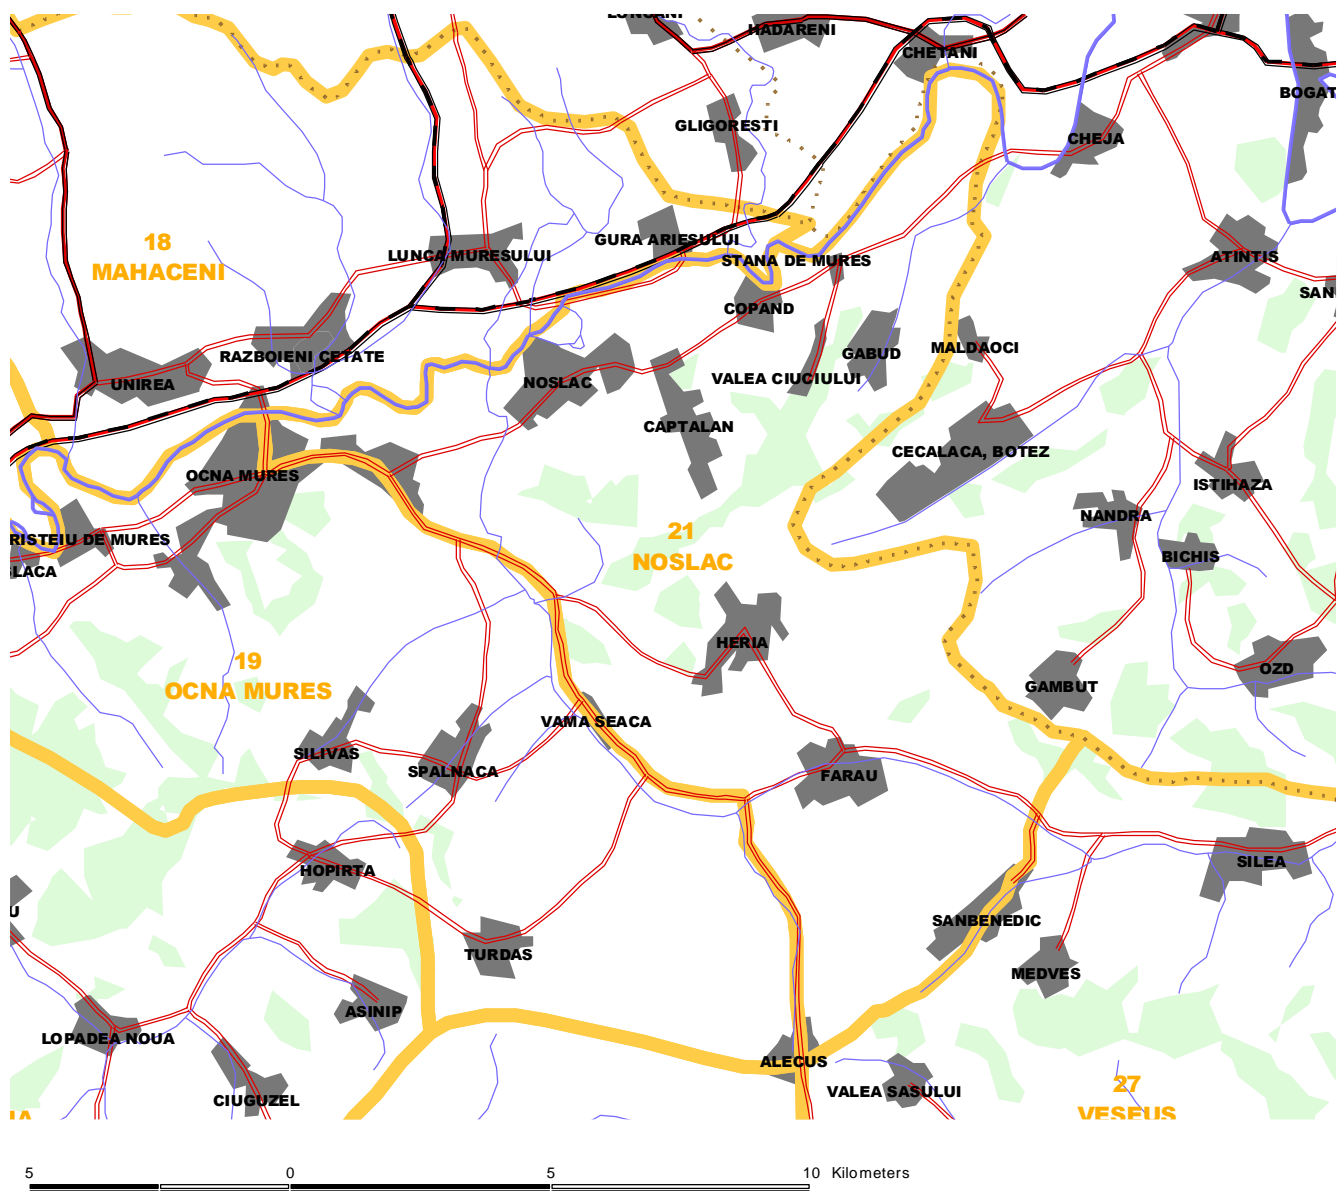 HADARENI
CHETANI
BOGAT
GLIGORESTI
CHEJA
18
MAHACENI
GURA ARIESULUI
LUNCA MURESULUI
STANA DE MURES
ATINTIS
SAN
COPAND
RAZBOIENI CETATE
GABUD
MALDAOCI
UNIREA
NOSLAC
VALEA CIUCIULUI
CAPTALAN
CECALACA, BOTEZ
OCNA MURES
ISTIHAZA
NANDRA
RISTEIU DE MURES
21
NOSLAC
BICHIS
LACA
HERIA
19
OCNA MURES
OZD
GAMBUT
VAMA SEACA
SILIVAS
SPALNACA
FARAU
HOPIRTA
SILEA
U
SANBENEDIC
TURDAS
MEDVES
ASINIP
LOPADEA NOUA
ALECUS
VALEA SASULUI
27
VESEUS
CIUGUZEL
IA
5 0 5 10 Kilometers